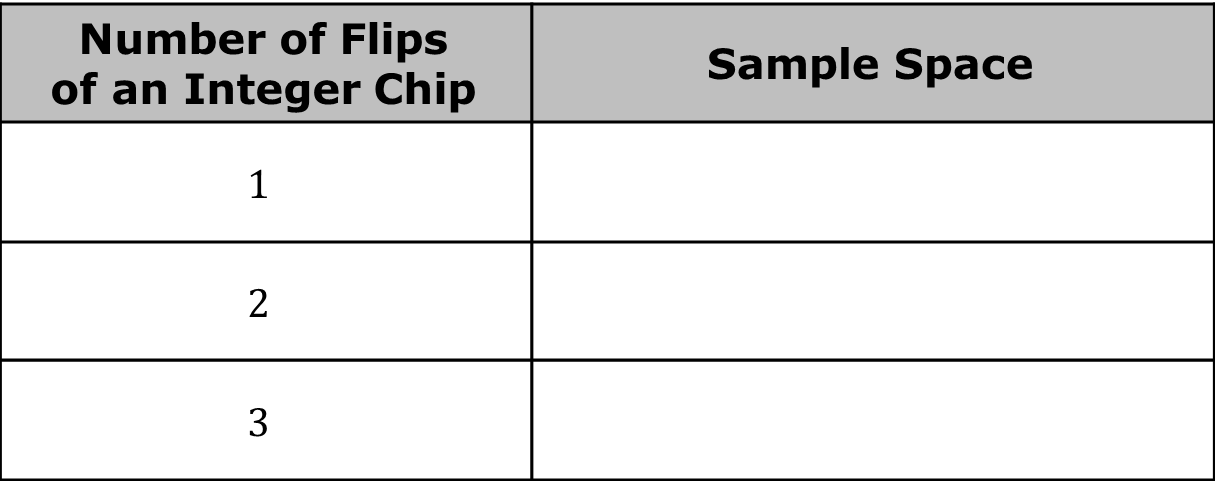 Number of Flips
of an Integer Chip
Sample Space
1
2
3